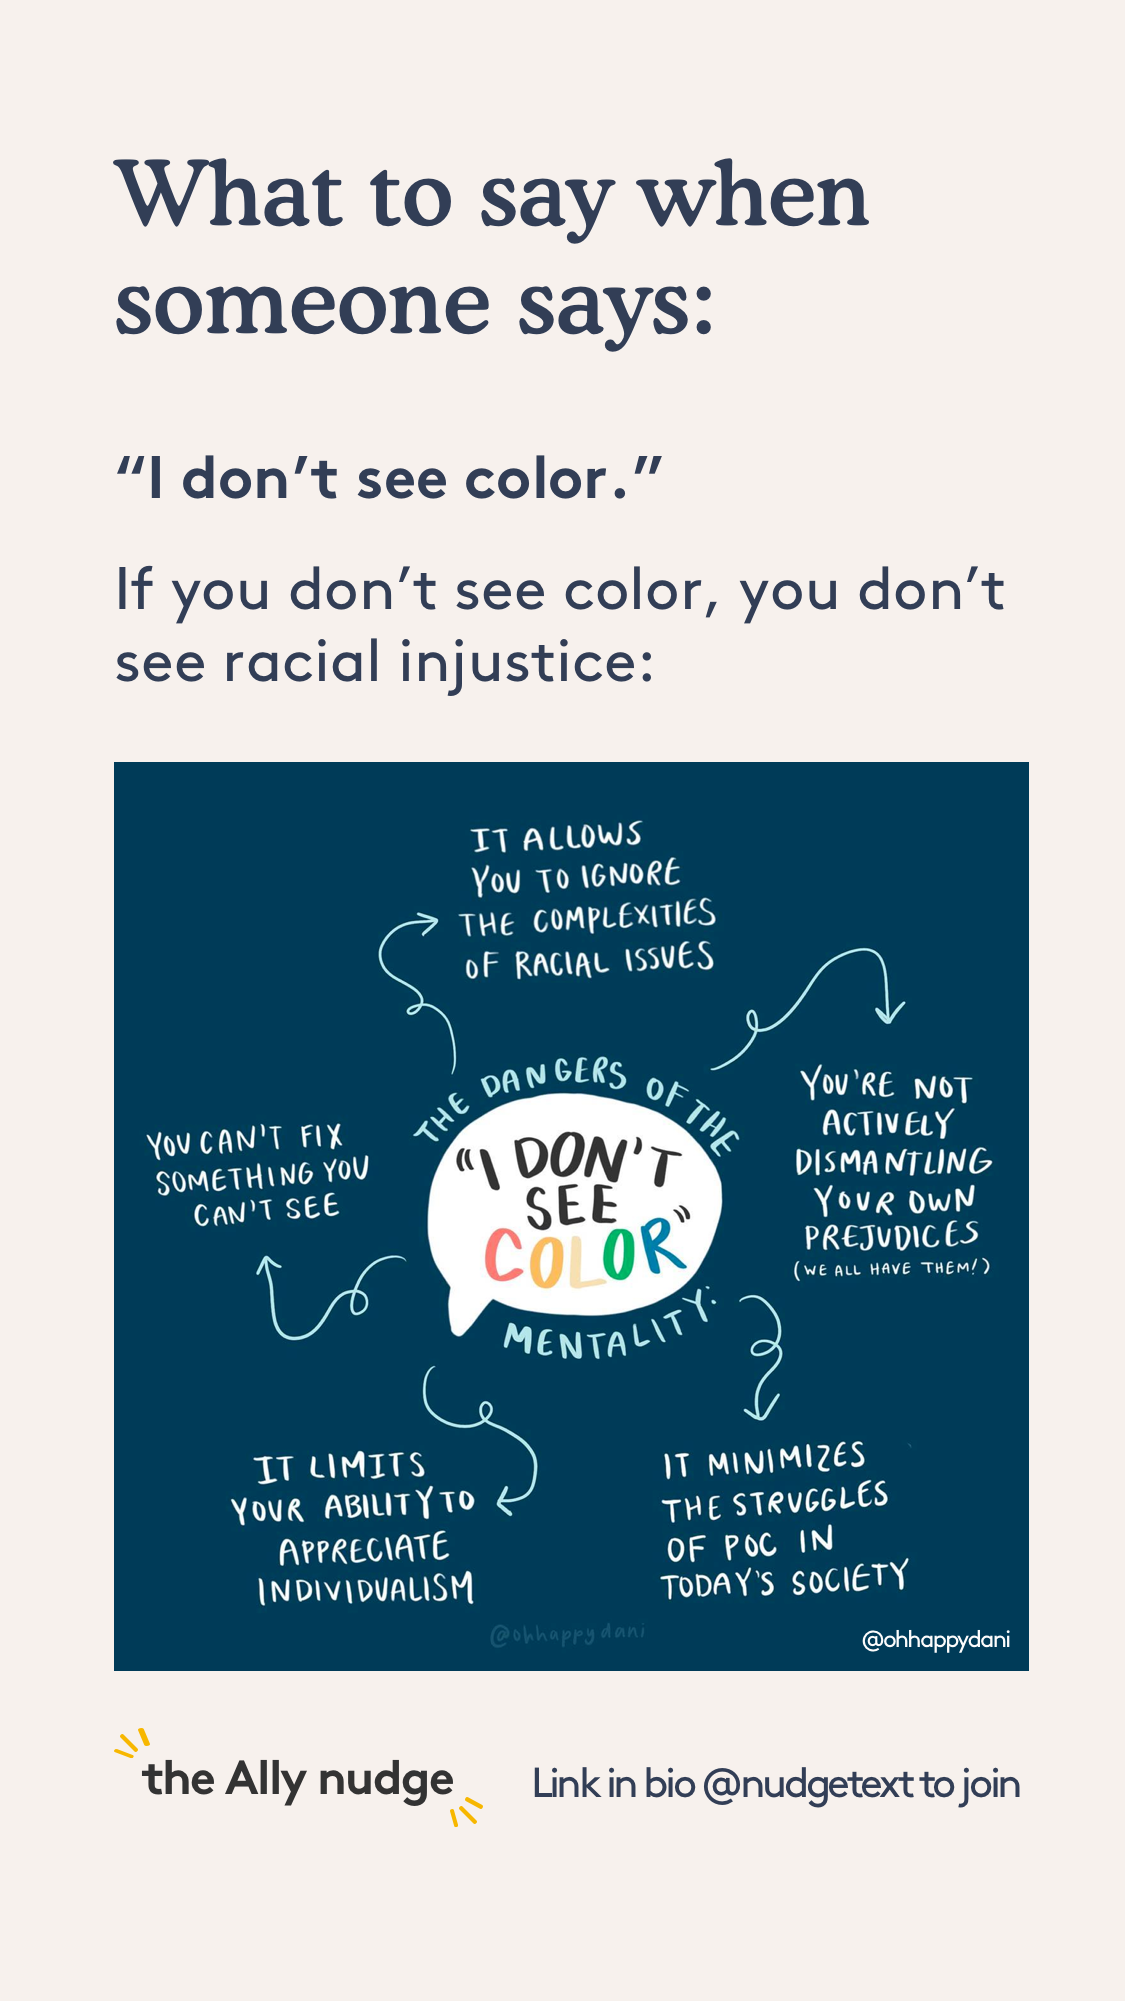 What to say when
someone says:
“I don’t see color.”
If you don’t see color, you don’t
see racial injustice:
IT ALLOWS
YOU TO IGNORE
THE COMPLEXITIES
OF RACIAL ISSUES
THE DANGERS OF THE
"I DON'T
SEE
COLOR"
MENTALITY:
YOU'RE NOT
ACTIVELY
DISMANTLING
YOUR OWN
PREJUDICES
(WE ALL HAVE THEM!)
YOU CAN'T FIX
SOMETHING YOU
CAN'T SEE
IT LIMITS
YOUR ABILITY TO
APPRECIATE
INDIVIDUALISM
IT MINIMIZES
THE STRUGGLES
OF POC IN
TODAY'S SOCIETY
@ohhappydani
@ohhappydani
the Ally nudge
Link in bio @nudgetext to join